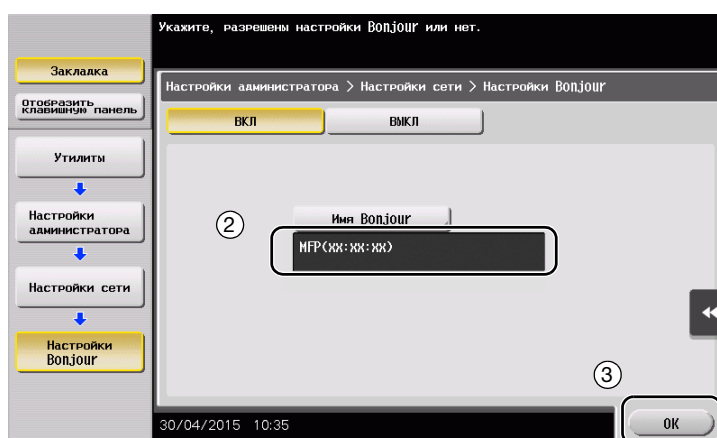 Укажите, разрешены настройки Bonjour или нет.
Закладка
Отобразить
клавишную панель
Настройки администратора > Настройки сети > Настройки Bonjour
ВКЛ
ВЫКЛ
Утилиты
Настройки
администратора
Настройки сети
Настройки
Bonjour
2
Имя Bonjour
MFP(xx:xx:xx)
3
OK
30/04/2015 10:35